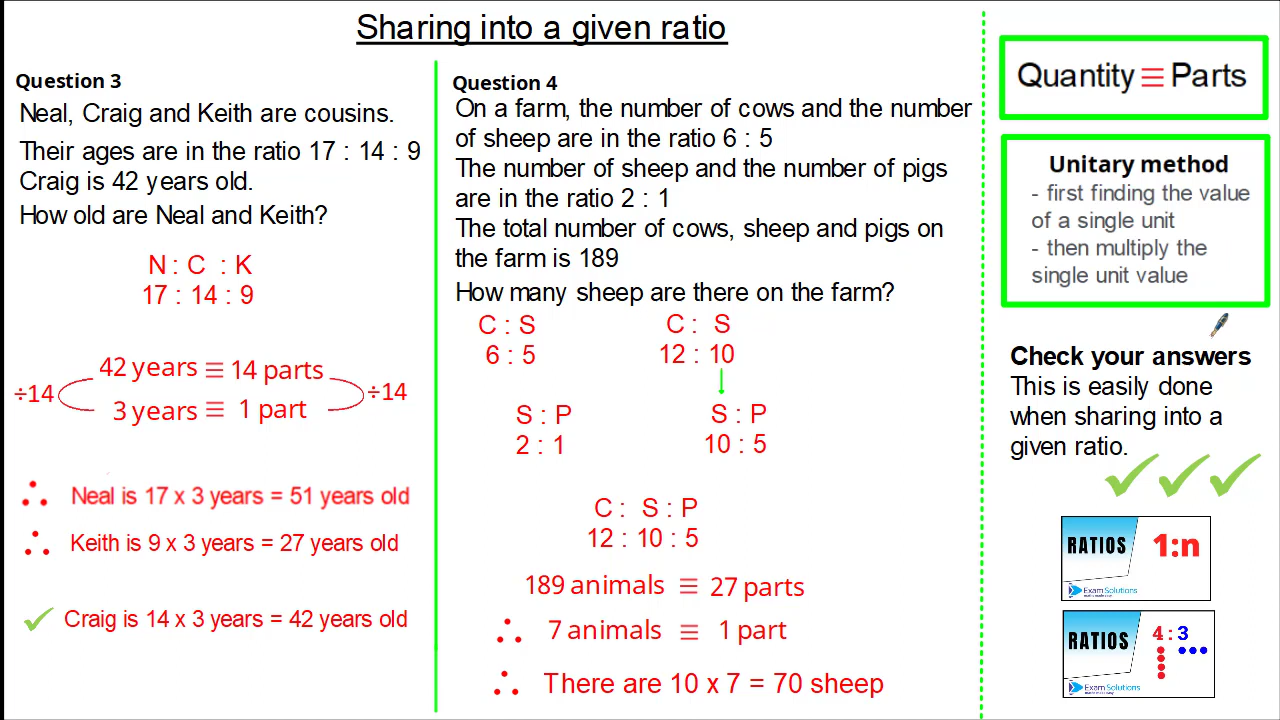 Sharing into a given ratio
Question 3
Neal, Craig and Keith are cousins.
Their ages are in the ratio 17 : 14 : 9
Craig is 42 years old.
How old are Neal and Keith?
N : C : K
17 : 14 : 9
42 years ≡ 14 parts
÷14 ÷14
3 years ≡ 1 part
∴ Neal is 17 x 3 years = 51 years old
∴ Keith is 9 x 3 years = 27 years old
✓ Craig is 14 x 3 years = 42 years old
Question 4
On a farm, the number of cows and the number
of sheep are in the ratio 6 : 5
The number of sheep and the number of pigs
are in the ratio 2 : 1
The total number of cows, sheep and pigs on
the farm is 189
How many sheep are there on the farm?
C : S
6 : 5
C : S
12 : 10
S : P
2 : 1
S : P
10 : 5
C : S : P
12 : 10 : 5
189 animals ≡ 27 parts
∴ 7 animals ≡ 1 part
∴ There are 10 x 7 = 70 sheep
Quantity ≡ Parts
Unitary method
- first finding the value
of a single unit
- then multiply the
single unit value
Check your answers
This is easily done
when sharing into a
given ratio.
RATIOS 1:n
ExamSolutions
RATIOS 4 : 3
ExamSolutions